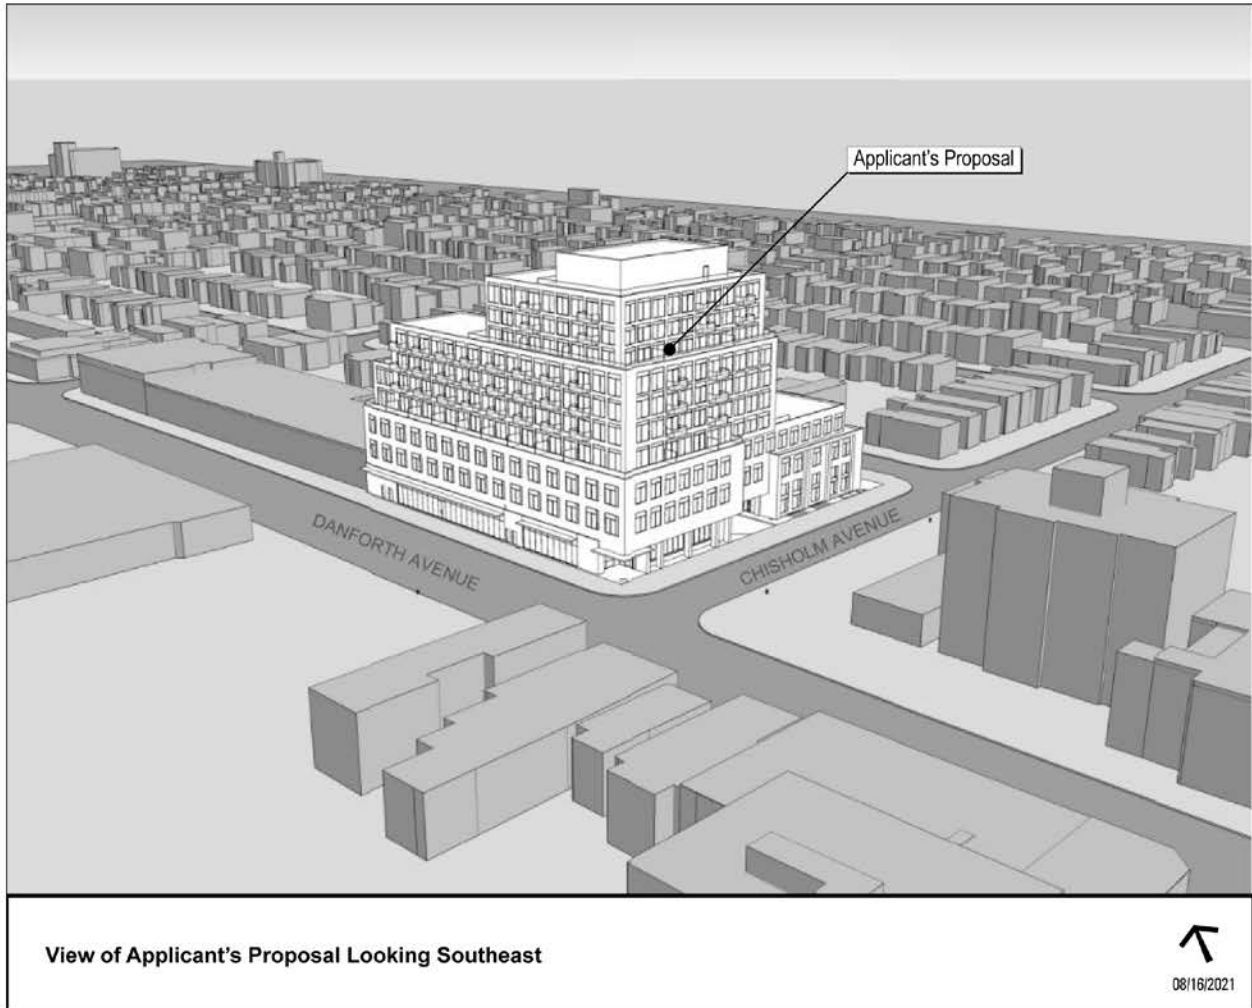 Applicant's Proposal
DANFORTH AVENUE
CHISHOLM AVENUE
View of Applicant's Proposal Looking Southeast
08/16/2021